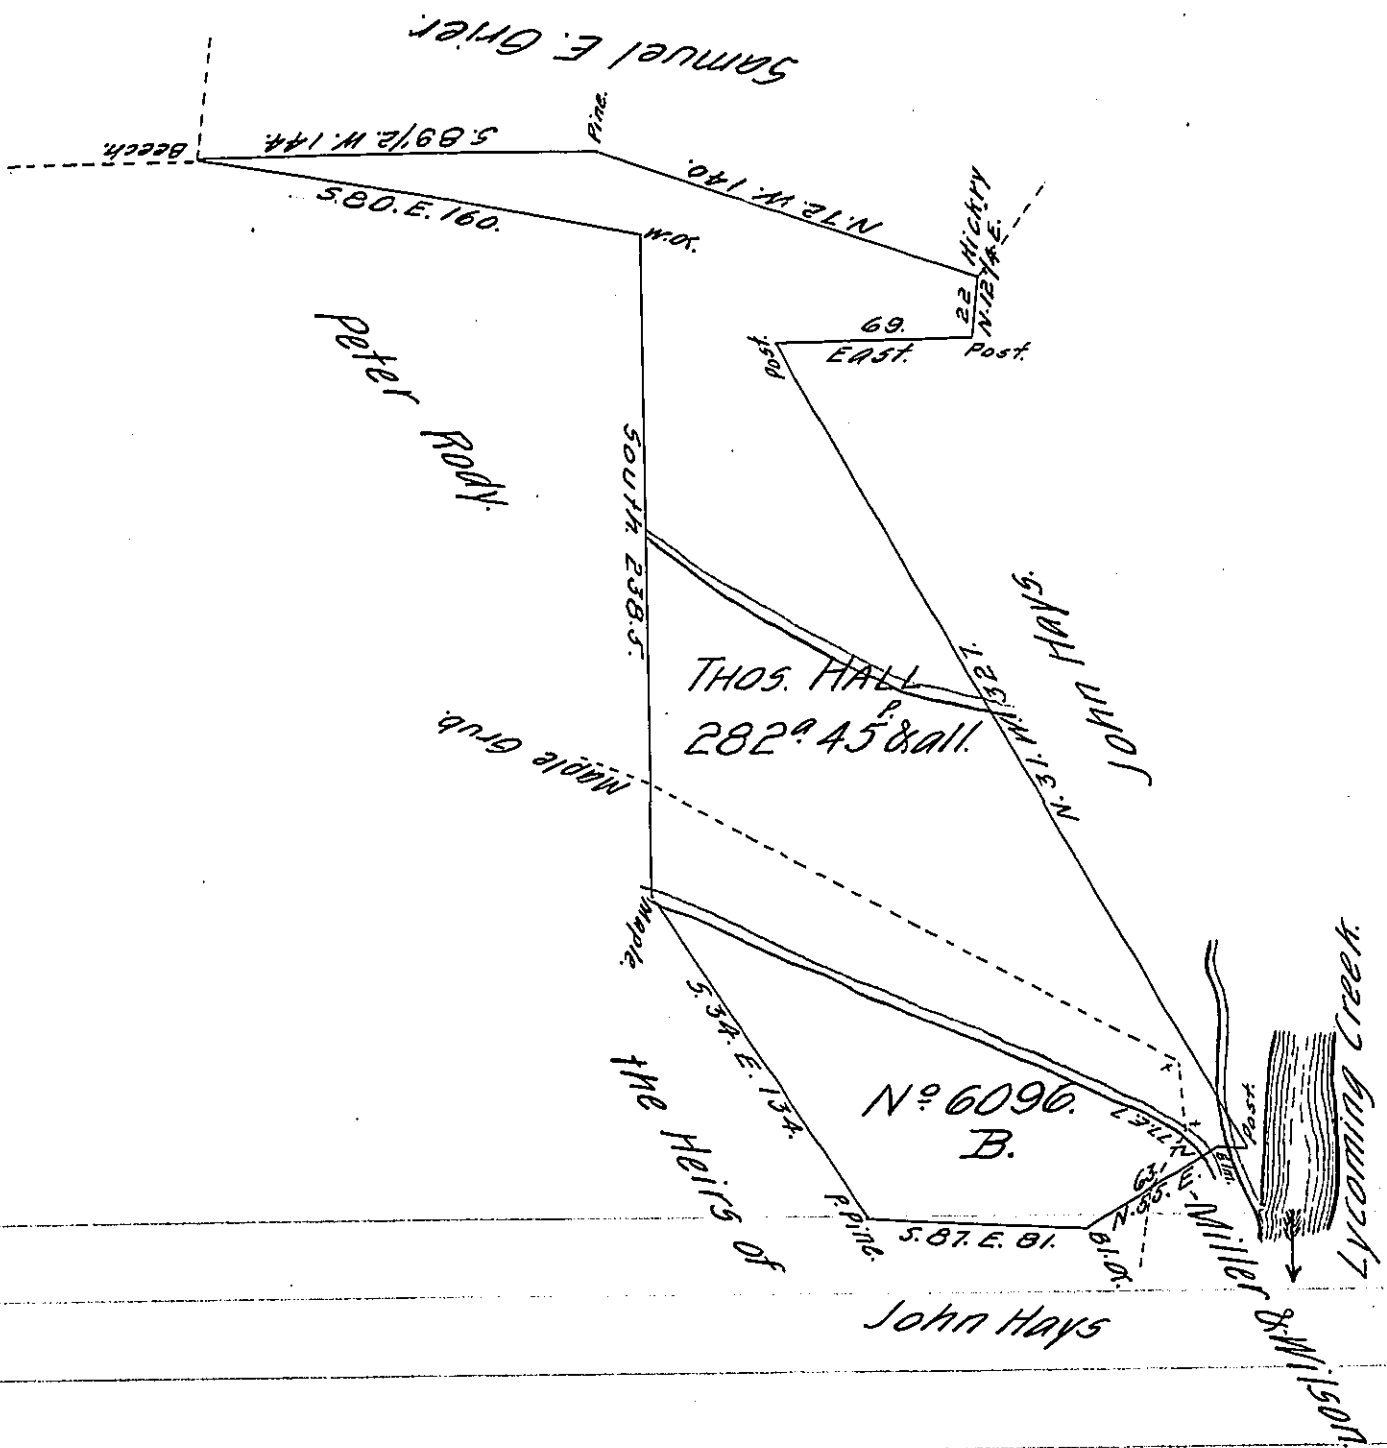 Samuel E. Grier.
Beech.
S. 89 1/2. W. 144.
Pine.
S. 80. E. 160.
N. 72. W. 140.
Hickry
W.O.
22
N. 12 1/4. E.
69.
East.
Post.
Post.
Peter Rody.
South 238.5.
John Hays.
N. 31. W. 327.
THOS. HALL
282a. 45p. & all.
Maple Grub.
Maple.
S. 34. E. 134.
the Heirs of
John Hays
No 6096.
B.
P. Pine.
S. 87. E. 81.
Bl. O.
63.1
N. 55. E.
N. 77. E. 7
Elm.
Post.
Miller & Wilson.
Lycoming Creek.